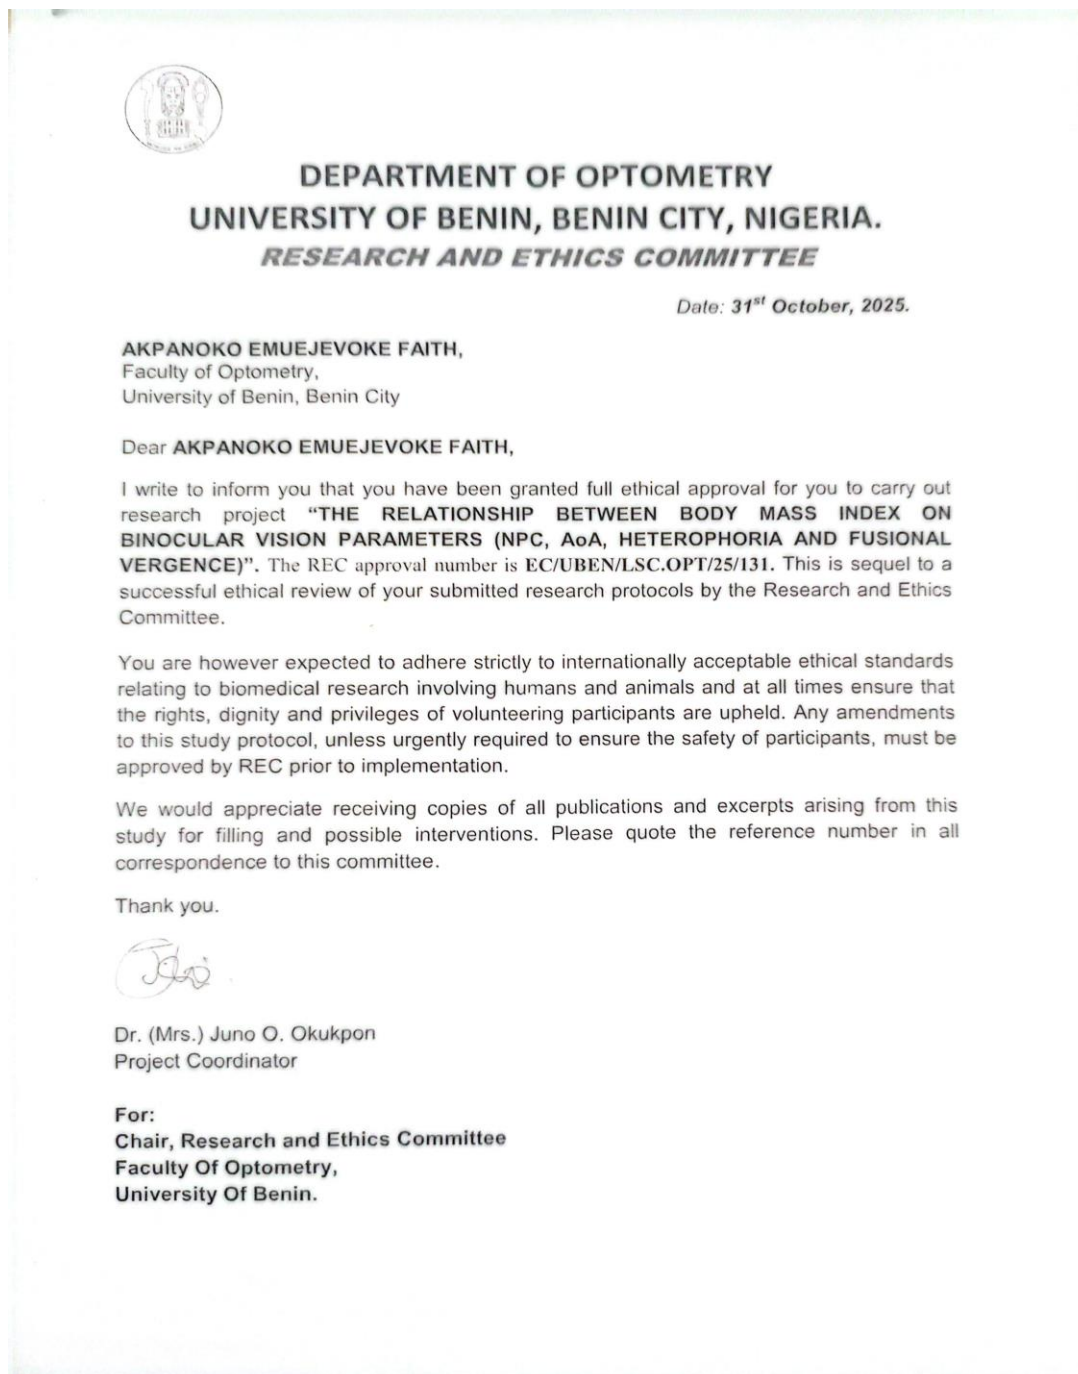 DEPARTMENT OF OPTOMETRY
UNIVERSITY OF BENIN, BENIN CITY, NIGERIA.
RESEARCH AND ETHICS COMMITTEE
Date: 31st October, 2025.
AKPANOKO EMUEJEVOKE FAITH,
Faculty of Optometry,
University of Benin, Benin City
Dear AKPANOKO EMUEJEVOKE FAITH,
I write to inform you that you have been granted full ethical approval for you to carry out
research project “THE RELATIONSHIP BETWEEN BODY MASS INDEX ON
BINOCULAR VISION PARAMETERS (NPC, AoA, HETEROPHORIA AND FUSIONAL
VERGENCE)”. The REC approval number is EC/UBEN/LSC.OPT/25/131. This is sequel to a
successful ethical review of your submitted research protocols by the Research and Ethics
Committee.
You are however expected to adhere strictly to internationally acceptable ethical standards
relating to biomedical research involving humans and animals and at all times ensure that
the rights, dignity and privileges of volunteering participants are upheld. Any amendments
to this study protocol, unless urgently required to ensure the safety of participants, must be
approved by REC prior to implementation.
We would appreciate receiving copies of all publications and excerpts arising from this
study for filling and possible interventions. Please quote the reference number in all
correspondence to this committee.
Thank you.
Dr. (Mrs.) Juno O. Okukpon
Project Coordinator
For:
Chair, Research and Ethics Committee
Faculty Of Optometry,
University Of Benin.